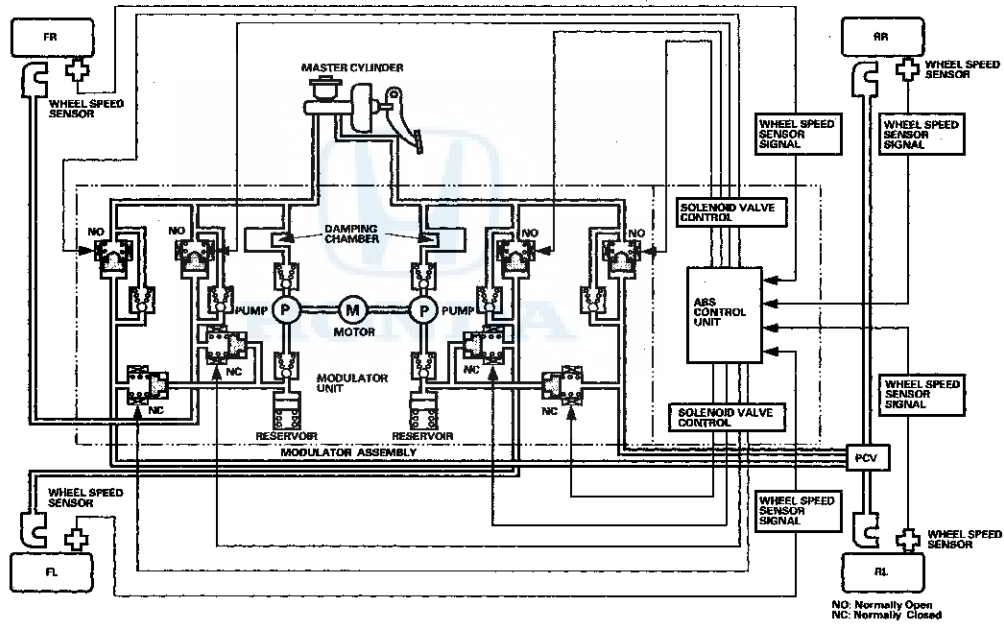 FR
WHEEL SPEED
SENSOR
MASTER CYLINDER
RR
WHEEL SPEED
SENSOR
WHEEL SPEED
SENSOR
SIGNAL
WHEEL SPEED
SENSOR
SIGNAL
SOLENOID VALVE
CONTROL
NO
NO
DAMPING
CHAMBER
NO
NO
HONDA
PUMP
P
M
P
PUMP
MOTOR
ABS
CONTROL
UNIT
NC
NC
MODULATOR
UNIT
NC
NC
RESERVOIR
RESERVOIR
WHEEL SPEED
SENSOR
SIGNAL
SOLENOID VALVE
CONTROL
MODULATOR ASSEMBLY
PCV
WHEEL SPEED
SENSOR
WHEEL SPEED
SENSOR
SIGNAL
WHEEL SPEED
SENSOR
FL
RL
NO: Normally Open
NC: Normally Closed